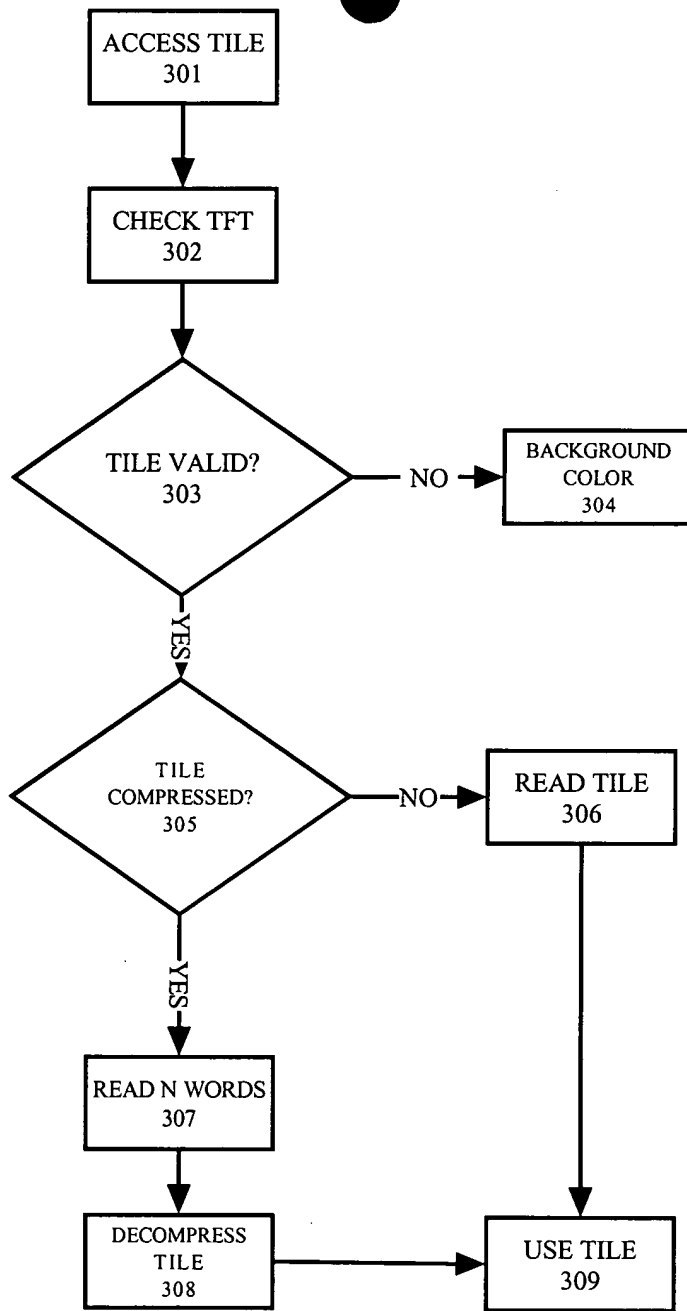 ACCESS TILE
301
CHECK TFT
302
TILE VALID?
303
NO
BACKGROUND
COLOR
304
YES
TILE
COMPRESSED?
305
NO
READ TILE
306
YES
READ N WORDS
307
DECOMPRESS
TILE
308
USE TILE
309